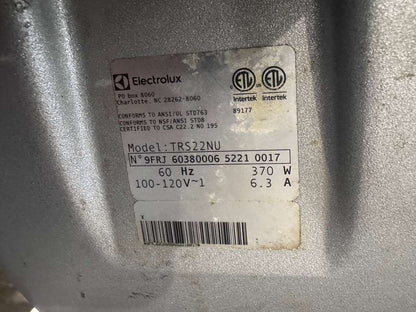 Electrolux
PO box 8060
Charlotte, NC 28262-8060
CONFORMS TO ANSI/UL STD763
CONFORMS TO NSF/ANSI STD8
CERTIFIED TO CSA C22.2 NO 195
ETL ETL
Intertek Intertek
89177
Model: TRS22NU
N° 9FRJ 60380006 5221 0017
60 Hz 370 W
100-120V~1 6.3 A
X